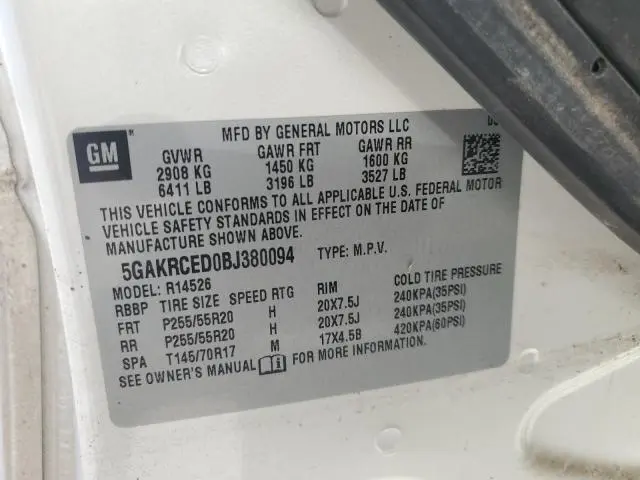 MFD BY GENERAL MOTORS LLC
GM
GVWR GAWR FRT GAWR RR
2908 KG 1450 KG 1600 KG
6411 LB 3196 LB 3527 LB
THIS VEHICLE CONFORMS TO ALL APPLICABLE U.S. FEDERAL MOTOR
VEHICLE SAFETY STANDARDS IN EFFECT ON THE DATE OF
MANUFACTURE SHOWN ABOVE.
5GAKRCED0BJ380094 TYPE: M.P.V.
MODEL: R14526
RBBP TIRE SIZE SPEED RTG RIM COLD TIRE PRESSURE
FRT P255/55R20 H 20X7.5J 240KPA(35PSI)
RR P255/55R20 H 20X7.5J 240KPA(35PSI)
SPA T145/70R17 M 17X4.5B 420KPA(60PSI)
SEE OWNER'S MANUAL FOR MORE INFORMATION.